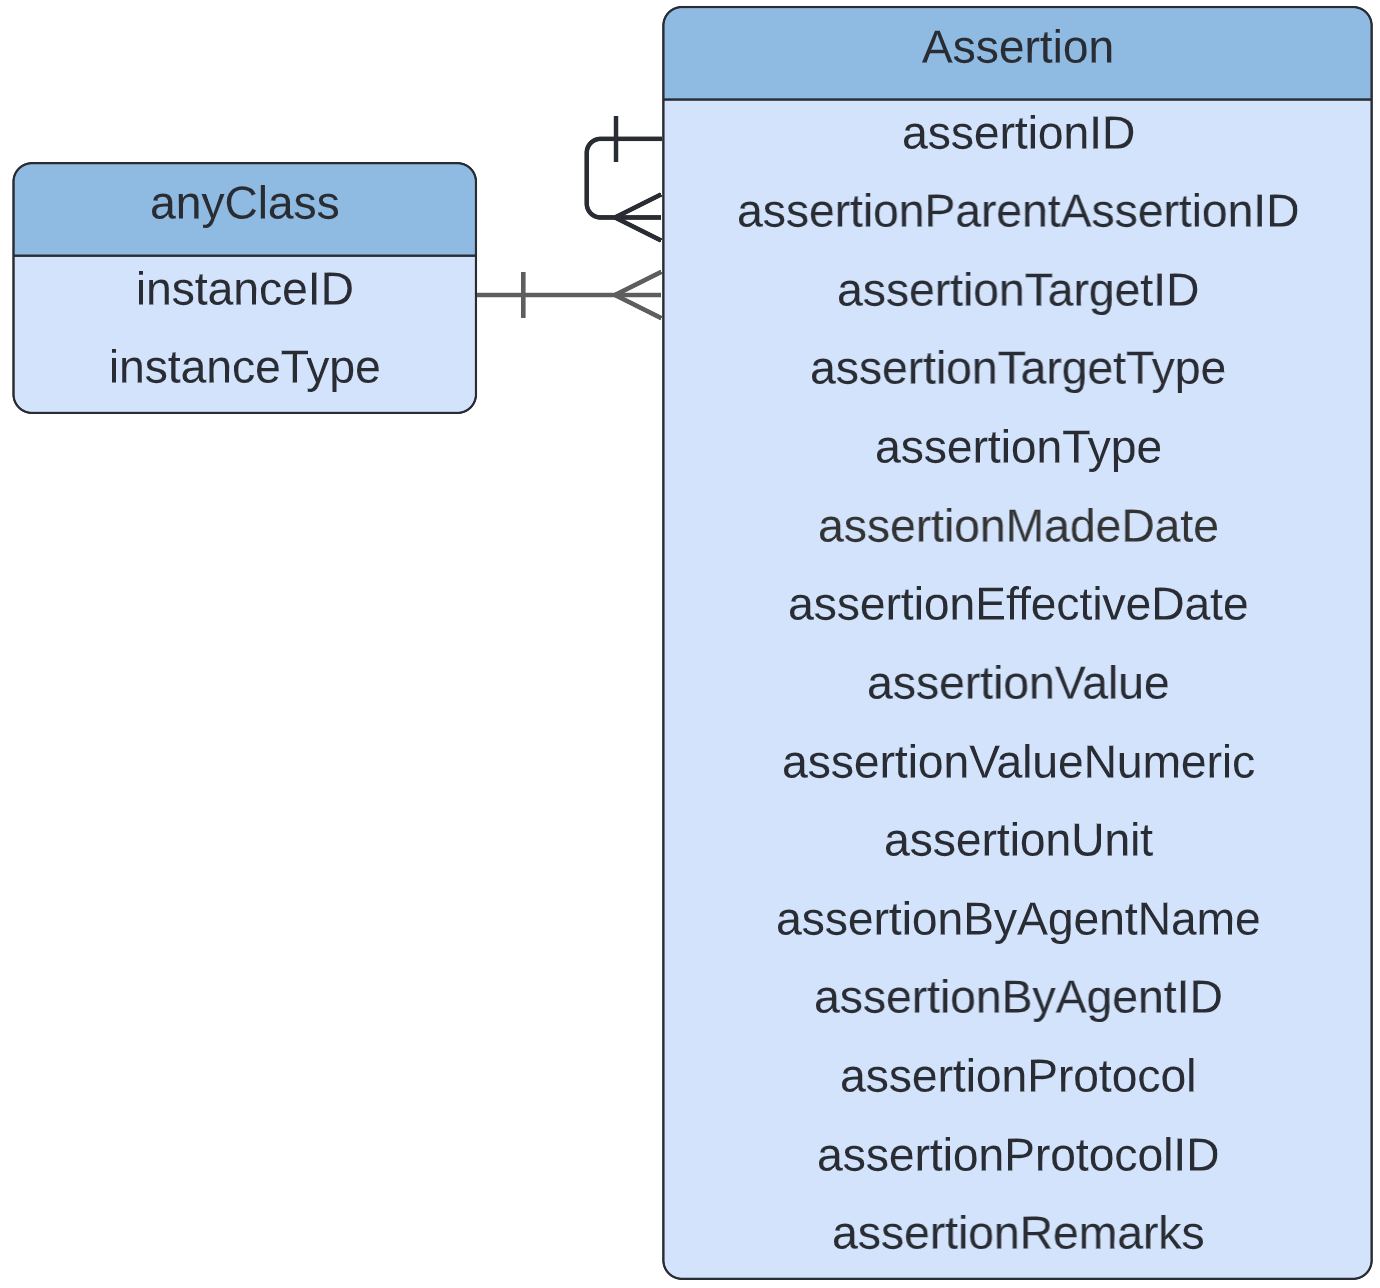 anyClass
instanceID
instanceType
Assertion
assertionID
assertionParentAssertionID
assertionTargetID
assertionTargetType
assertionType
assertionMadeDate
assertionEffectiveDate
assertionValue
assertionValueNumeric
assertionUnit
assertionByAgentName
assertionByAgentID
assertionProtocol
assertionProtocolID
assertionRemarks